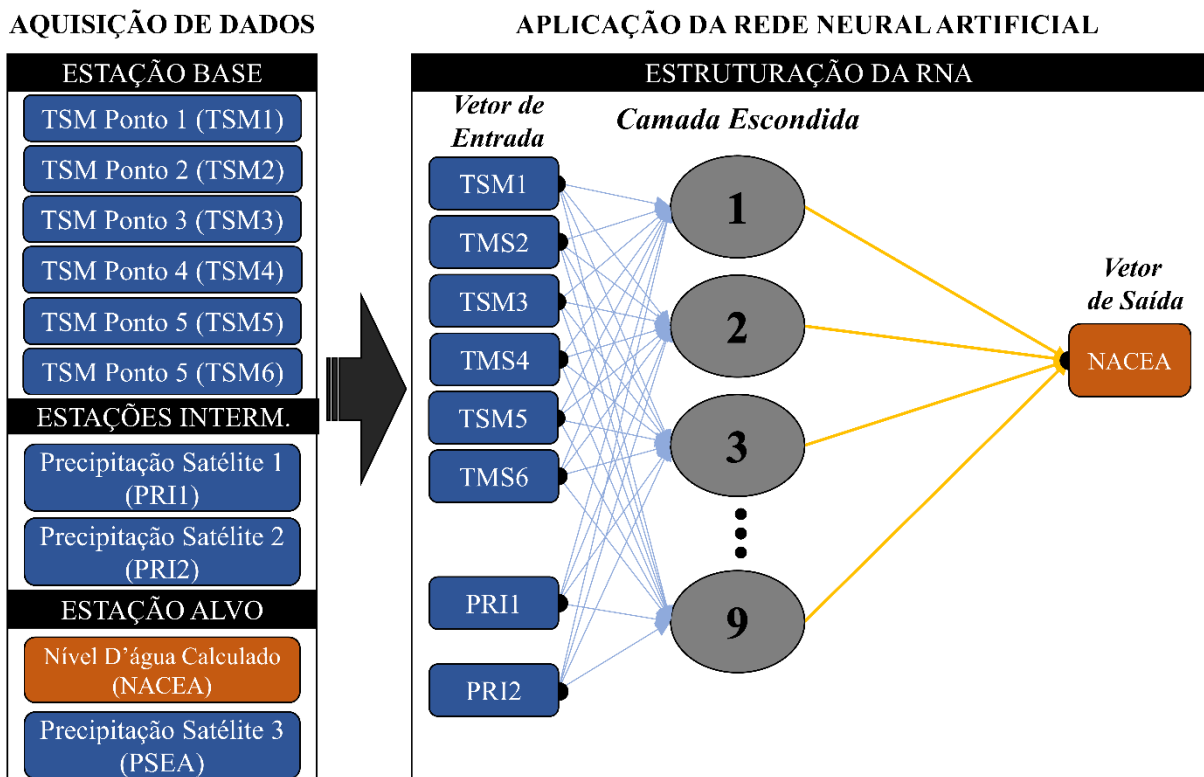 AQUISIÇÃO DE DADOS
ESTAÇÃO BASE
TSM Ponto 1 (TSM1)
TSM Ponto 2 (TSM2)
TSM Ponto 3 (TSM3)
TSM Ponto 4 (TSM4)
TSM Ponto 5 (TSM5)
TSM Ponto 5 (TSM6)
ESTAÇÕES INTERM.
Precipitação Satélite 1
(PRI1)
Precipitação Satélite 2
(PRI2)
ESTAÇÃO ALVO
Nível D’água Calculado
(NACEA)
Precipitação Satélite 3
(PSEA)
APLICAÇÃO DA REDE NEURAL ARTIFICIAL
ESTRUTURAÇÃO DA RNA
Vetor de
Entrada
TSM1
TMS2
TSM3
TMS4
TSM5
TMS6
PRI1
PRI2
Camada Escondida
1
2
3
9
Vetor
de Saída
NACEA